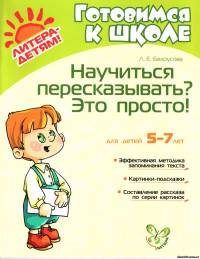 Готовимся
к школе
ЛИТЕРА-
ДЕТЯМ!
Л. Е. Белоусова
Научиться
пересказывать?
Это просто!
для детей 5-7 лет
Эффективная методика
запоминания текста
Картинки-подсказки
Составление рассказа
по серии картинок